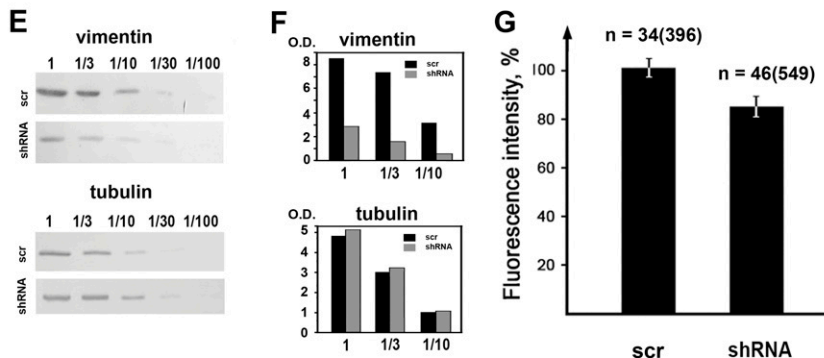 E
vimentin
1 1/3 1/10 1/30 1/100
scr
shRNA
tubulin
1 1/3 1/10 1/30 1/100
scr
shRNA
F
O.D.
vimentin
8
6
4
2
0
scr
shRNA
1 1/3 1/10
O.D.
tubulin
5
4
3
2
1
0
scr
shRNA
1 1/3 1/10
G
Fluorescence intensity, %
n = 34(396)
n = 46(549)
100
80
60
40
20
scr shRNA